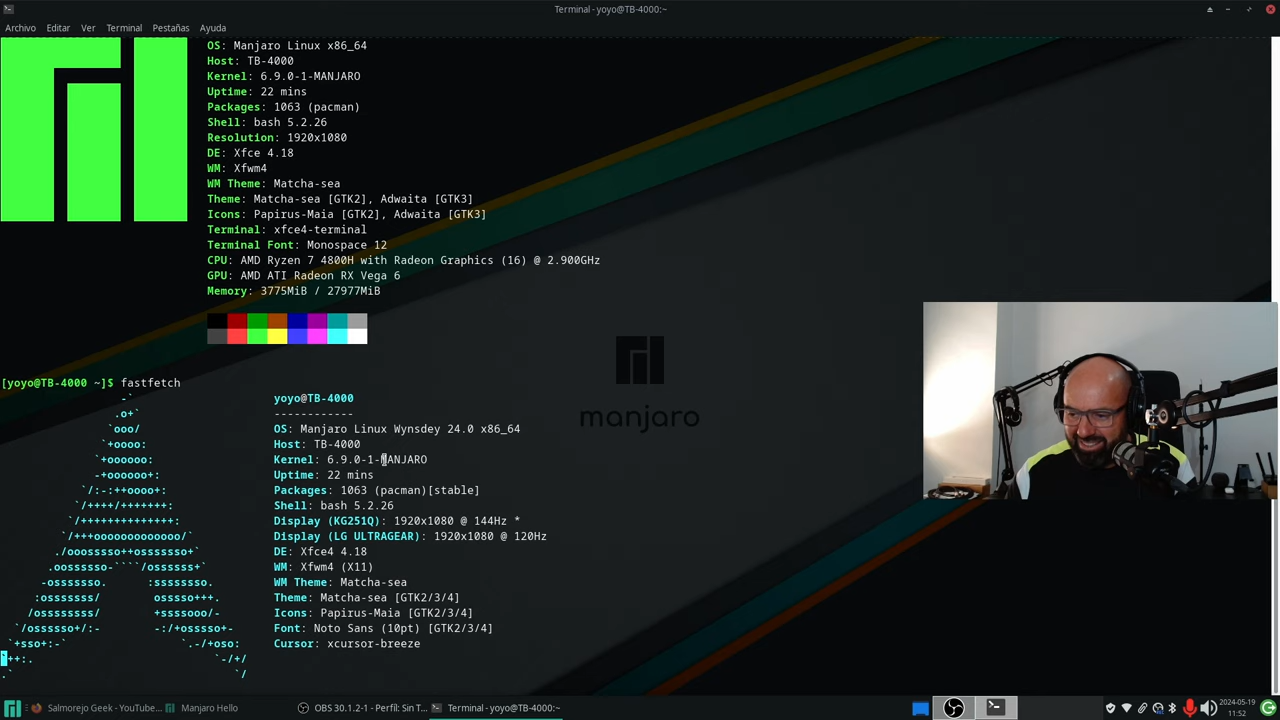 Terminal - yoyo@TB-4000:~
Archivo Editar Ver Terminal Pestañas Ayuda
OS: Manjaro Linux x86_64
Host: TB-4000
Kernel: 6.9.0-1-MANJARO
Uptime: 22 mins
Packages: 1063 (pacman)
Shell: bash 5.2.26
Resolution: 1920x1080
DE: Xfce 4.18
WM: Xfwm4
WM Theme: Matcha-sea
Theme: Matcha-sea [GTK2], Adwaita [GTK3]
Icons: Papirus-Maia [GTK2], Adwaita [GTK3]
Terminal: xfce4-terminal
Terminal Font: Monospace 12
CPU: AMD Ryzen 7 4800H with Radeon Graphics (16) @ 2.900GHz
GPU: AMD ATI Radeon RX Vega 6
Memory: 3775MiB / 27977MiB
manjaro
[yoyo@TB-4000 ~]$ fastfetch
yoyo@TB-4000
------------
OS: Manjaro Linux Wynsdey 24.0 x86_64
Host: TB-4000
Kernel: 6.9.0-1-MANJARO
Uptime: 22 mins
Packages: 1063 (pacman)[stable]
Shell: bash 5.2.26
Display (KG251Q): 1920x1080 @ 144Hz *
Display (LG ULTRAGEAR): 1920x1080 @ 120Hz
DE: Xfce4 4.18
WM: Xfwm4 (X11)
WM Theme: Matcha-sea
Theme: Matcha-sea [GTK2/3/4]
Icons: Papirus-Maia [GTK2/3/4]
Font: Noto Sans (10pt) [GTK2/3/4]
Cursor: xcursor-breeze
Salmorejo Geek - YouTube... Manjaro Hello OBS 30.1.2-1 - Perfil: Sin T... Terminal - yoyo@TB-4000:~
2024-05-19
11:52